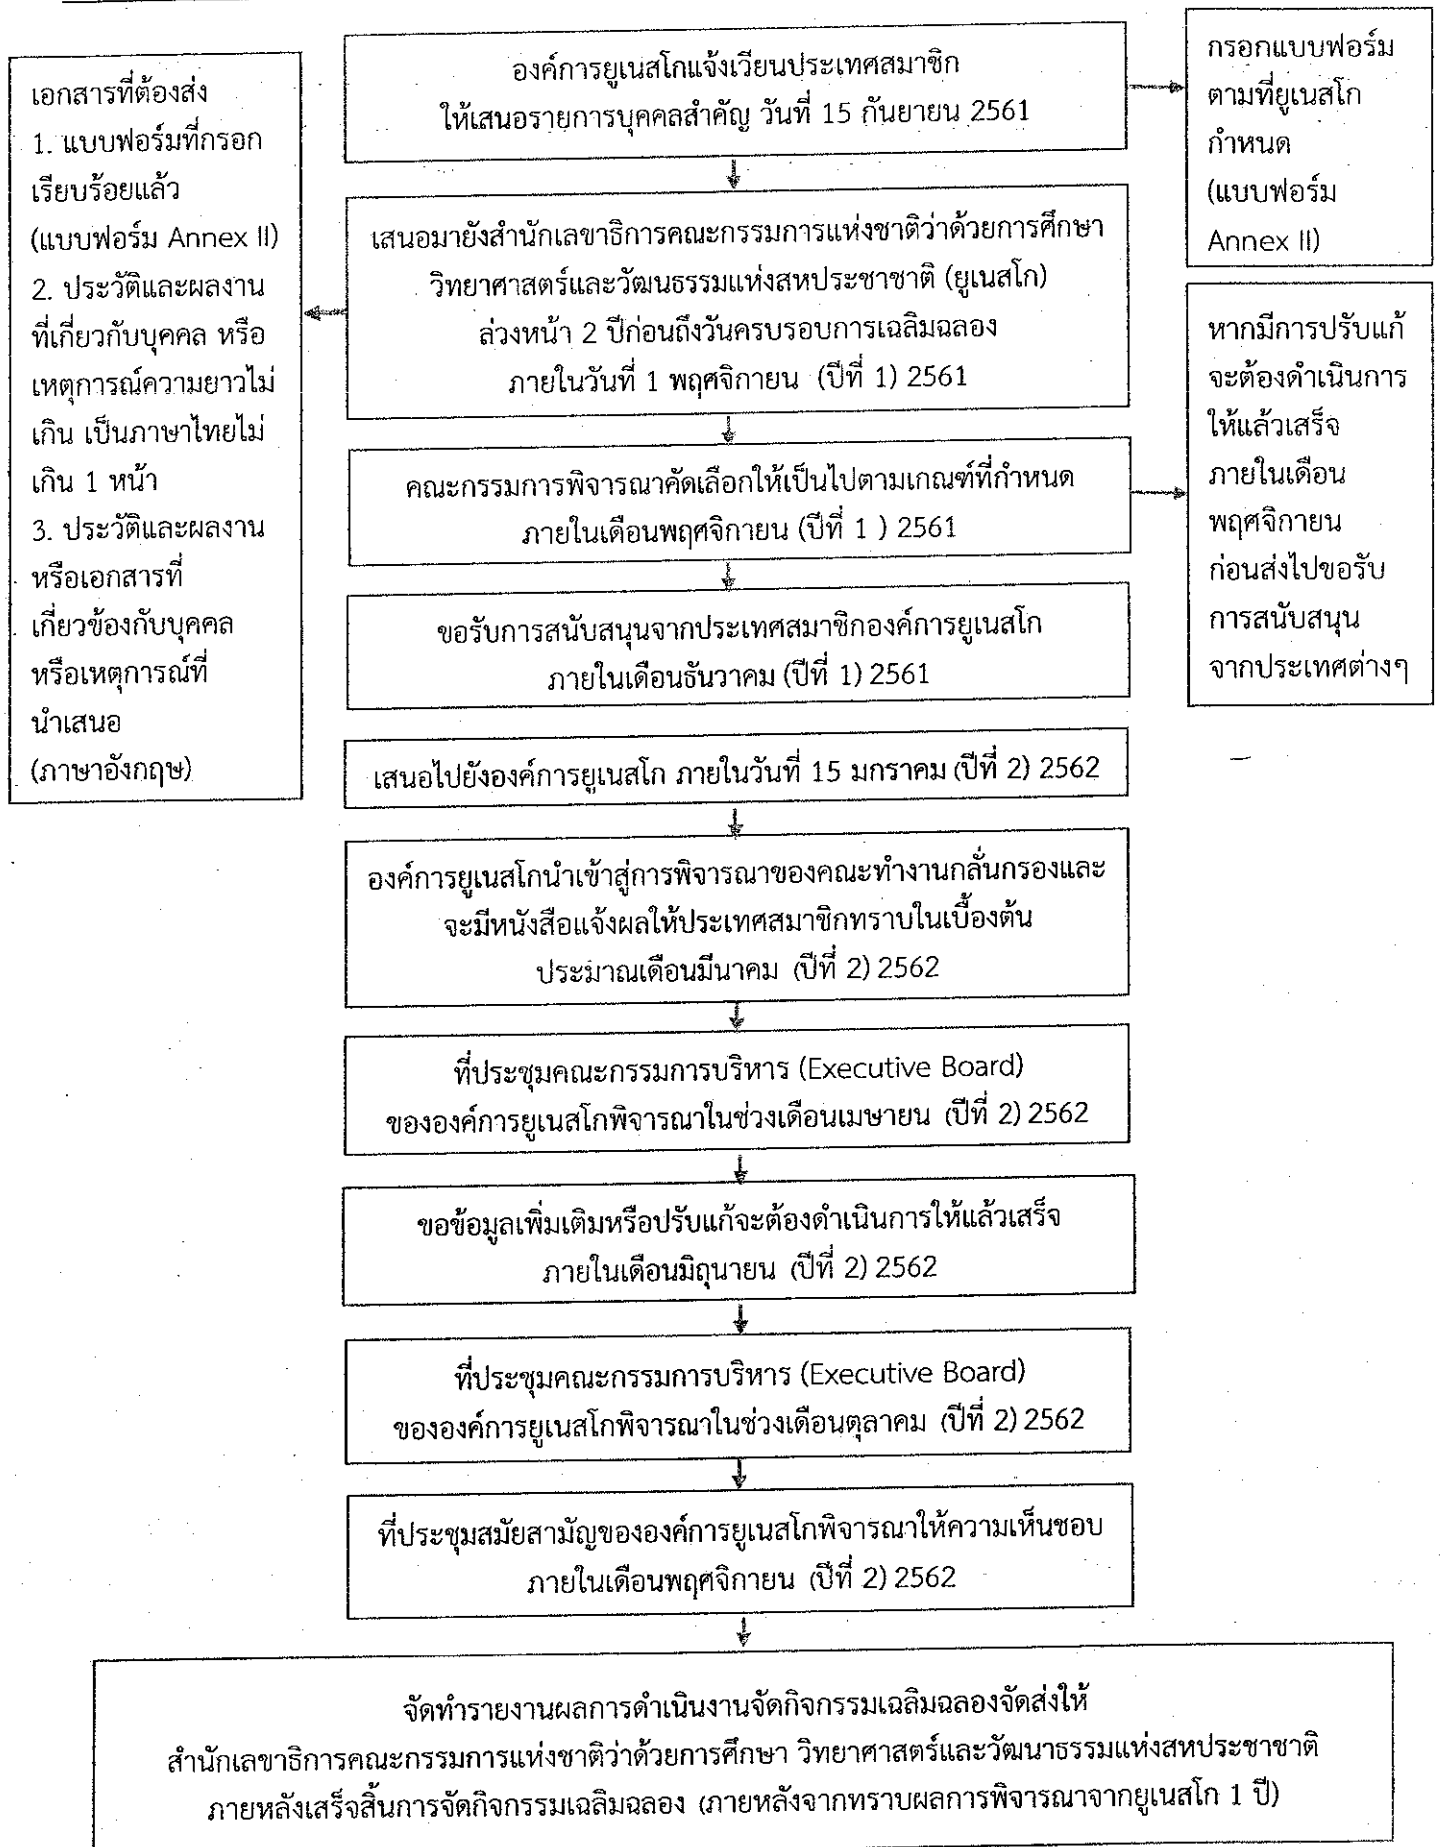 องค์การยูเนสโกแจ้งเวียนประเทศสมาชิก
ให้เสนอรายการบุคคลสำคัญ วันที่ 15 กันยายน 2561
กรอกแบบฟอร์ม
ตามที่ยูเนสโก
กำหนด
(แบบฟอร์ม
Annex II)
เอกสารที่ต้องส่ง
1. แบบฟอร์มที่กรอก
เรียบร้อยแล้ว
(แบบฟอร์ม Annex II)
2. ประวัติและผลงาน
ที่เกี่ยวกับบุคคล หรือ
เหตุการณ์ความยาวไม่
เกิน เป็นภาษาไทยไม่
เกิน 1 หน้า
3. ประวัติและผลงาน
หรือเอกสารที่
เกี่ยวข้องกับบุคคล
หรือเหตุการณ์ที่
นำเสนอ
(ภาษาอังกฤษ)
เสนอมายังสำนักเลขาธิการคณะกรรมการแห่งชาติว่าด้วยการศึกษา
วิทยาศาสตร์และวัฒนธรรมแห่งสหประชาชาติ (ยูเนสโก)
ล่วงหน้า 2 ปีก่อนถึงวันครบรอบการเฉลิมฉลอง
ภายในวันที่ 1 พฤศจิกายน (ปีที่ 1) 2561
คณะกรรมการพิจารณาคัดเลือกให้เป็นไปตามเกณฑ์ที่กำหนด
ภายในเดือนพฤศจิกายน (ปีที่ 1 ) 2561
หากมีการปรับแก้
จะต้องดำเนินการ
ให้แล้วเสร็จ
ภายในเดือน
พฤศจิกายน
ก่อนส่งไปขอรับ
การสนับสนุน
จากประเทศต่างๆ
ขอรับการสนับสนุนจากประเทศสมาชิกองค์การยูเนสโก
ภายในเดือนธันวาคม (ปีที่ 1) 2561
เสนอไปยังองค์การยูเนสโก ภายในวันที่ 15 มกราคม (ปีที่ 2) 2562
องค์การยูเนสโกนำเข้าสู่การพิจารณาของคณะทำงานกลั่นกรองและ
จะมีหนังสือแจ้งผลให้ประเทศสมาชิกทราบในเบื้องต้น
ประมาณเดือนมีนาคม (ปีที่ 2) 2562
ที่ประชุมคณะกรรมการบริหาร (Executive Board)
ขององค์การยูเนสโกพิจารณาในช่วงเดือนเมษายน (ปีที่ 2) 2562
ขอข้อมูลเพิ่มเติมหรือปรับแก้จะต้องดำเนินการให้แล้วเสร็จ
ภายในเดือนมิถุนายน (ปีที่ 2) 2562
ที่ประชุมคณะกรรมการบริหาร (Executive Board)
ขององค์การยูเนสโกพิจารณาในช่วงเดือนตุลาคม (ปีที่ 2) 2562
ที่ประชุมสมัยสามัญขององค์การยูเนสโกพิจารณาให้ความเห็นชอบ
ภายในเดือนพฤศจิกายน (ปีที่ 2) 2562
จัดทำรายงานผลการดำเนินงานจัดกิจกรรมเฉลิมฉลองจัดส่งให้
สำนักเลขาธิการคณะกรรมการแห่งชาติว่าด้วยการศึกษา วิทยาศาสตร์และวัฒนาธรรมแห่งสหประชาชาติ
ภายหลังเสร็จสิ้นการจัดกิจกรรมเฉลิมฉลอง (ภายหลังจากทราบผลการพิจารณาจากยูเนสโก 1 ปี)